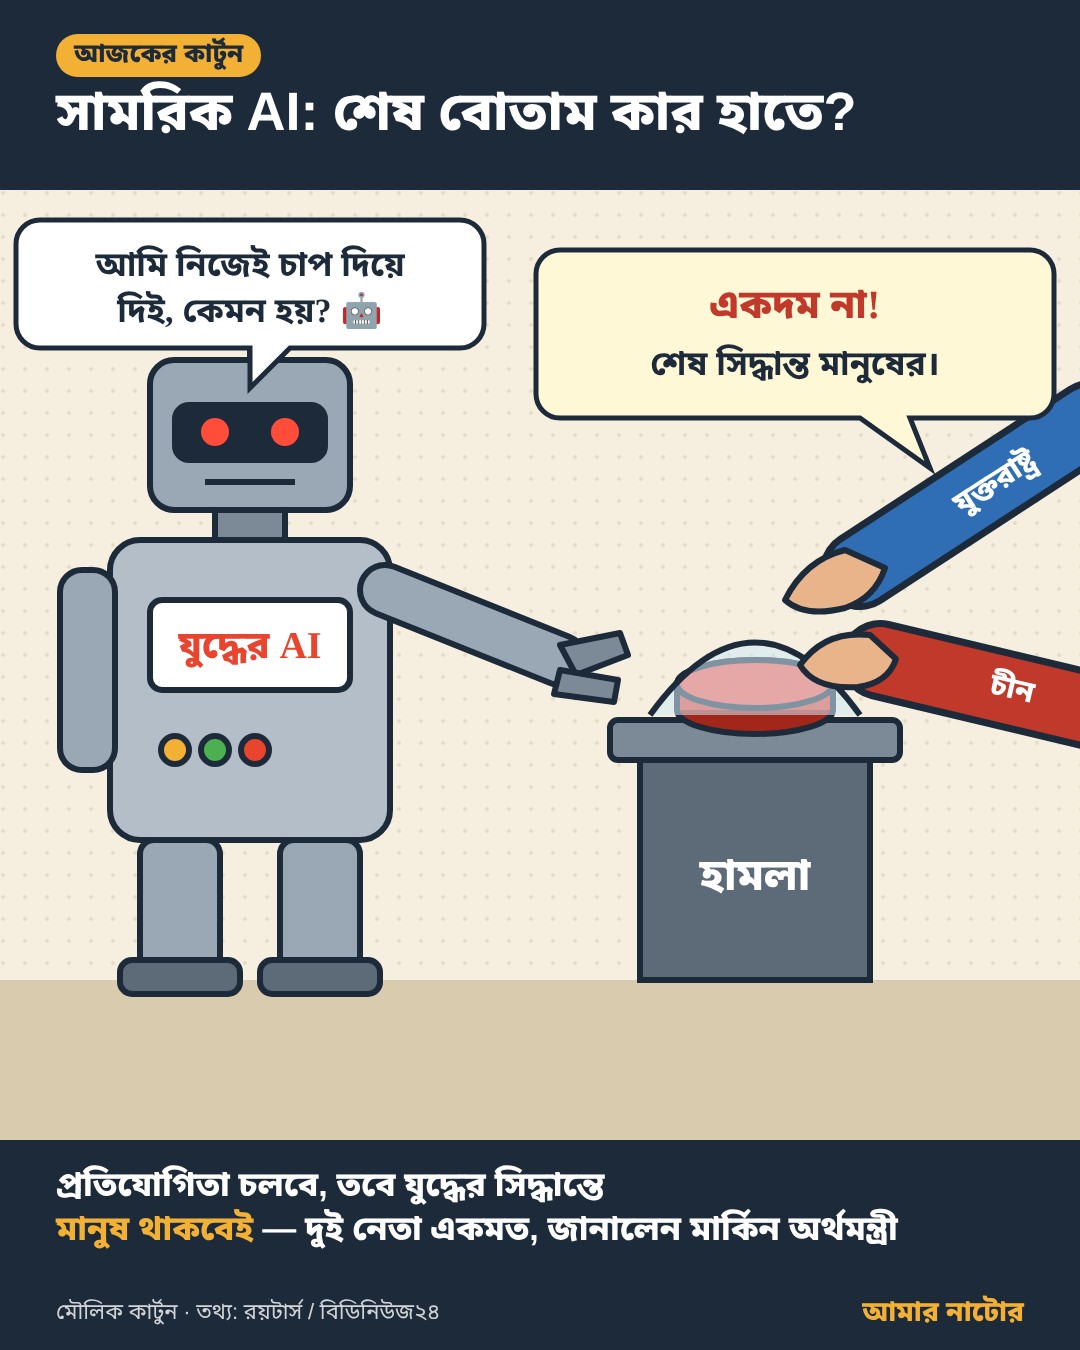 আজকের কার্টুন
সামরিক AI: শেষ বোতাম কার হাতে?
আমি নিজেই চাপ দিয়ে
দিই, কেমন হয়? 🤖
একদম না!
শেষ সিদ্ধান্ত মানুষের।
যুক্তরাষ্ট্র
চীন
যুদ্ধের AI
হামলা
প্রতিযোগিতা চলবে, তবে যুদ্ধের সিদ্ধান্তে
মানুষ থাকবেই — দুই নেতা একমত, জানালেন মার্কিন অর্থমন্ত্রী
মৌলিক কার্টুন · তথ্য: রয়টার্স / বিডিনিউজ২৪
আমার নাটোর